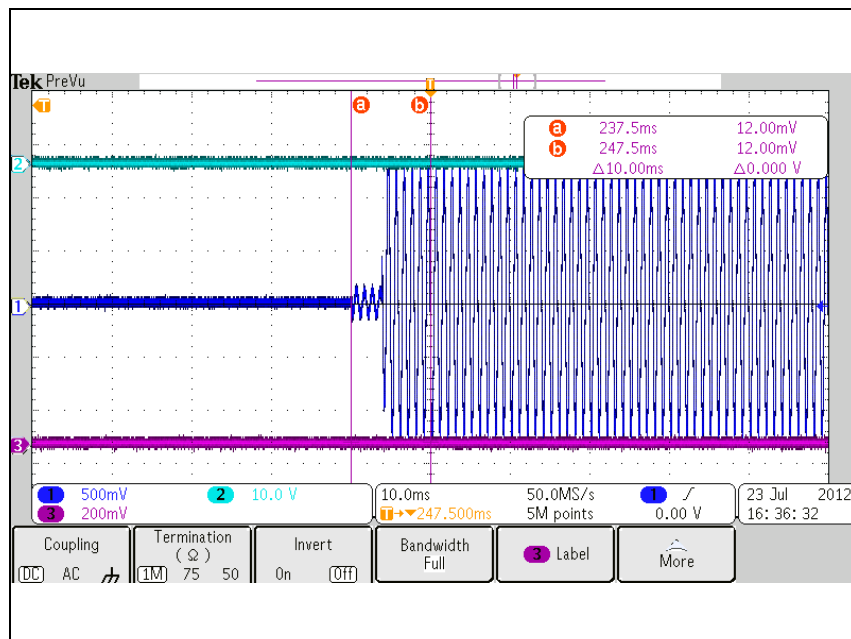 Tek PreVu
T
T
a b
a 237.5ms 12.00mV
b 247.5ms 12.00mV
Δ10.00ms Δ0.000 V
2
1
3
1 500mV 2 10.0 V
3 200mV
10.0ms 50.0MS/s 1 0.00 V
T→▼247.500ms 5M points
23 Jul 2012
16:36:32
Coupling
DC AC
Termination
(Ω)
1M 75 50
Invert
On Off
Bandwidth
Full
3 Label
More